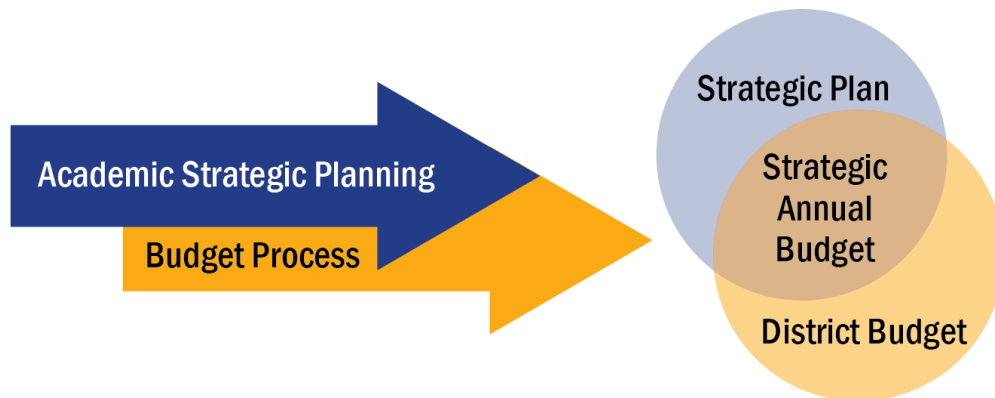 Academic Strategic Planning
Budget Process
Strategic Plan
Strategic
Annual
Budget
District Budget